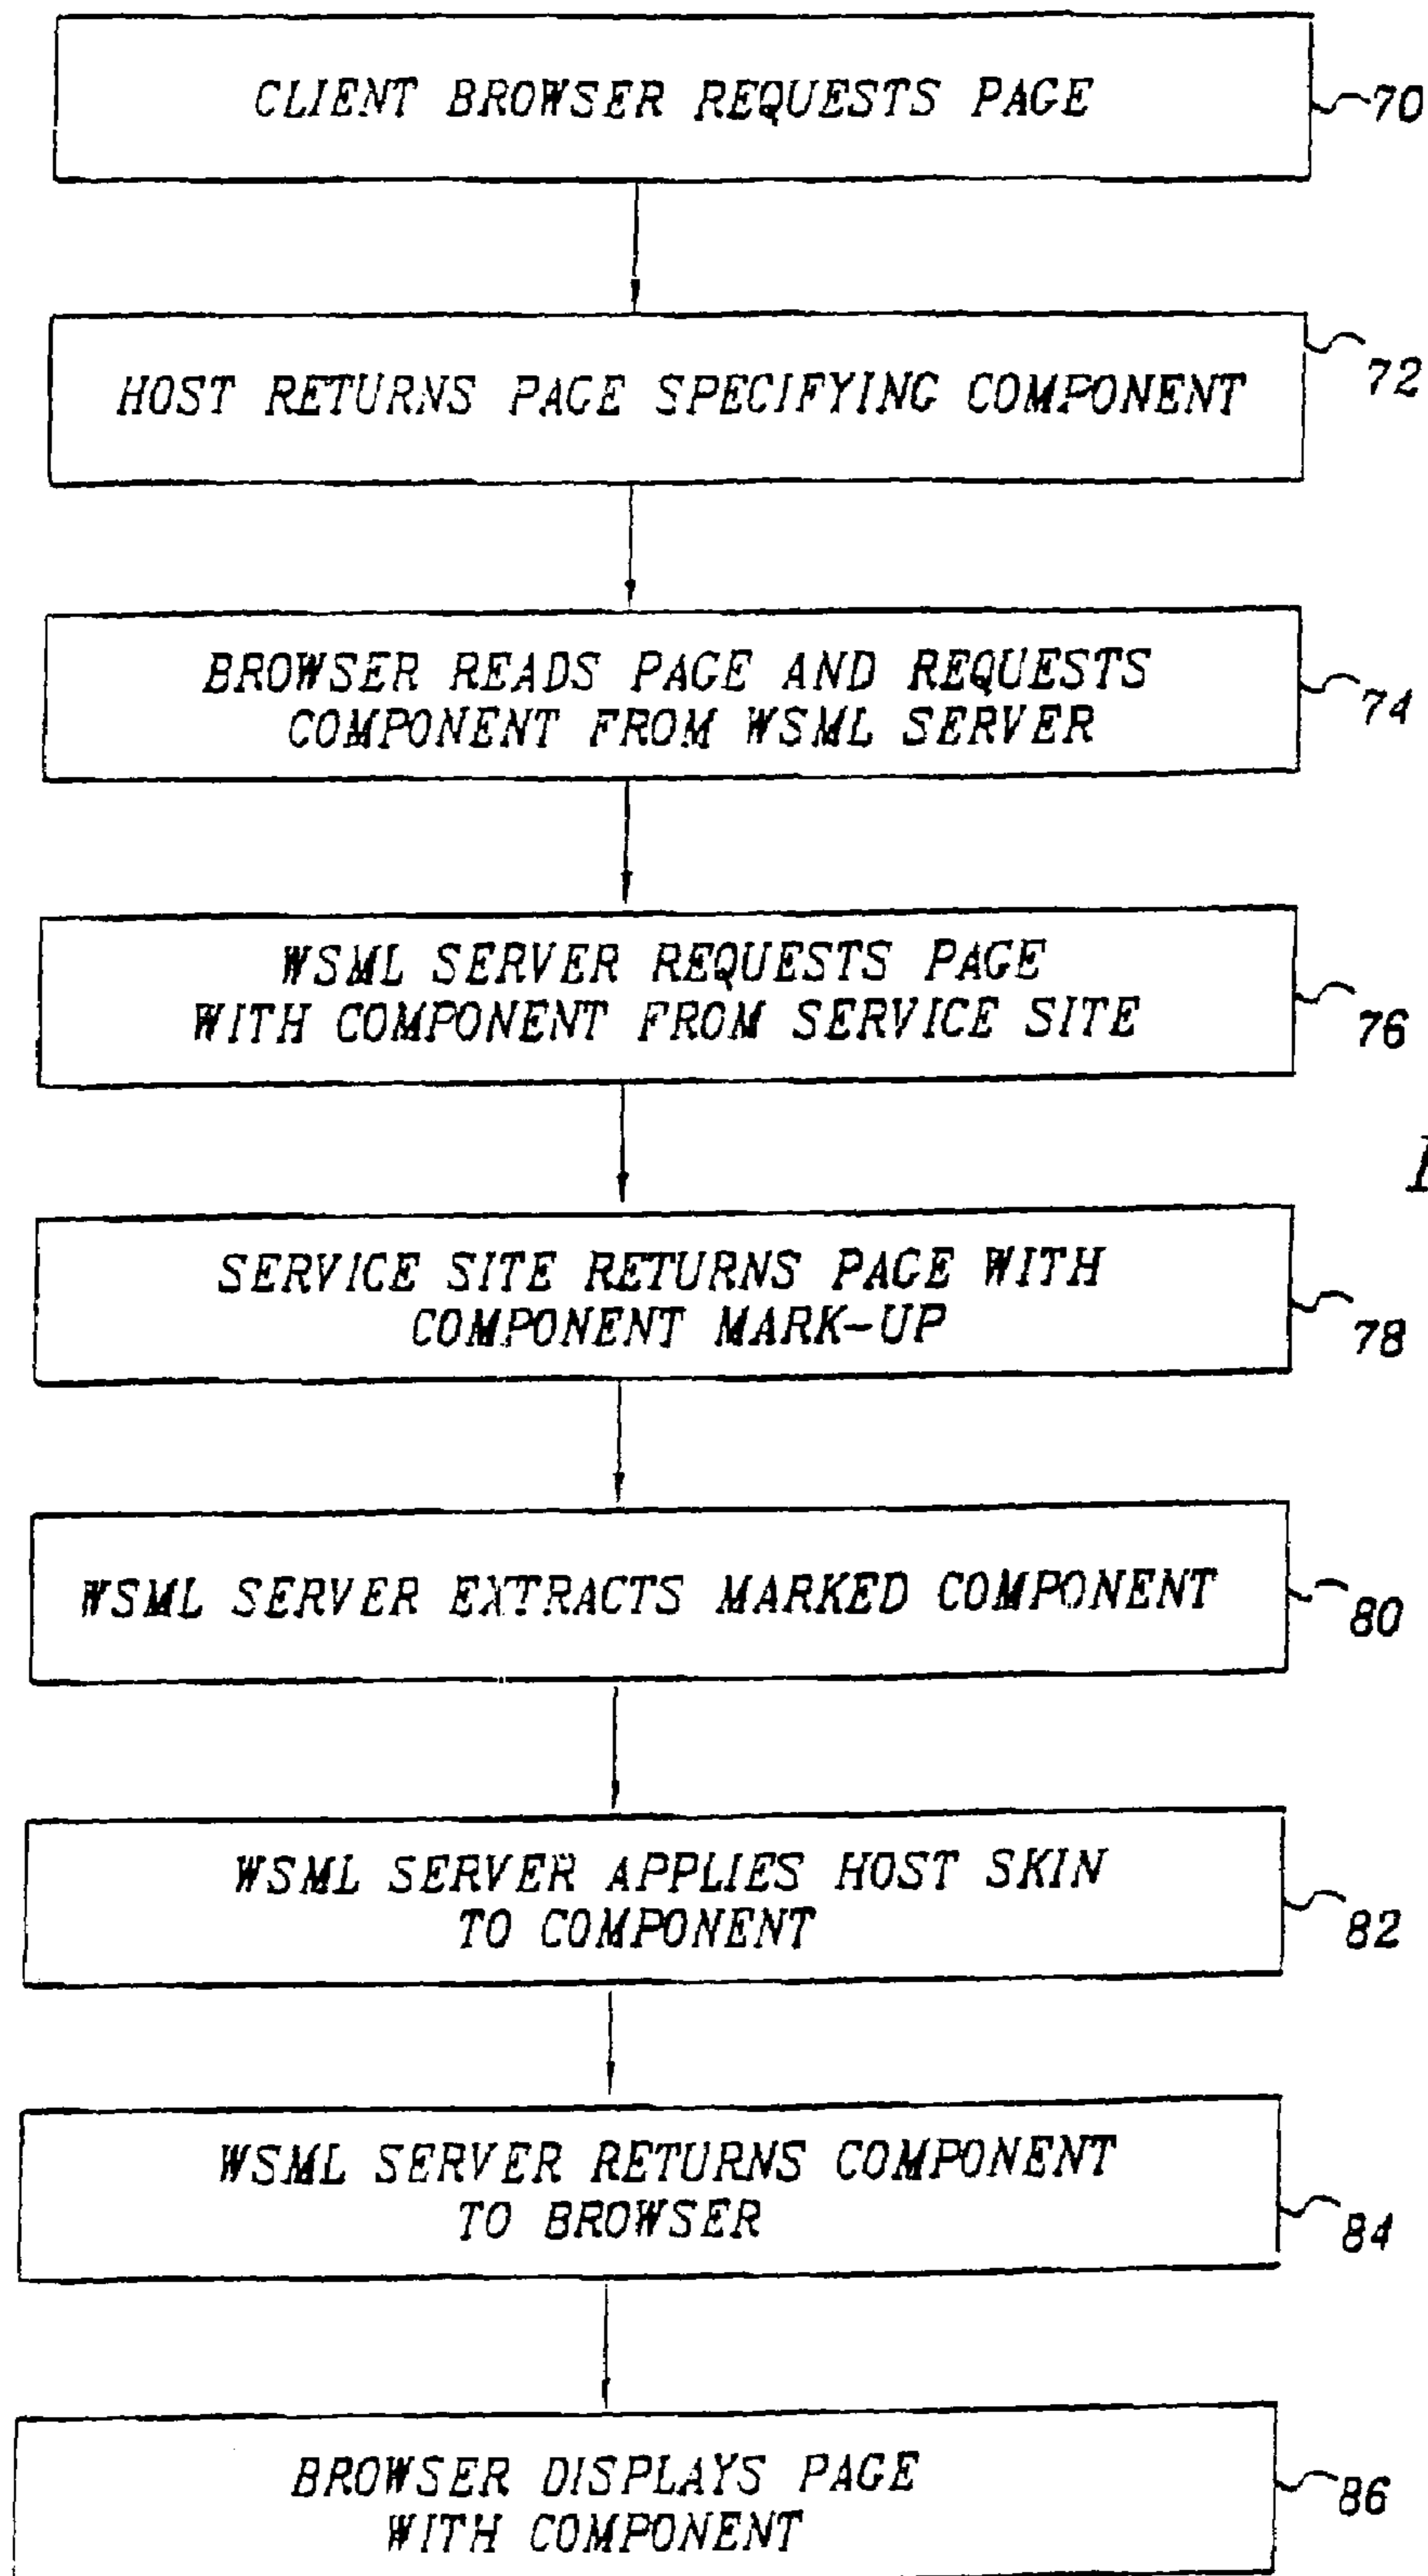 CLIENT BROWSER REQUESTS PAGE
70
HOST RETURNS PAGE SPECIFYING COMPONENT
72
BROWSER READS PAGE AND REQUESTS
COMPONENT FROM WSML SERVER
74
WSML SERVER REQUESTS PAGE
WITH COMPONENT FROM SERVICE SITE
76
SERVICE SITE RETURNS PAGE WITH
COMPONENT MARK-UP
78
WSML SERVER EXTRACTS MARKED COMPONENT
80
WSML SERVER APPLIES HOST SKIN
TO COMPONENT
82
WSML SERVER RETURNS COMPONENT
TO BROWSER
84
BROWSER DISPLAYS PAGE
WITH COMPONENT
86